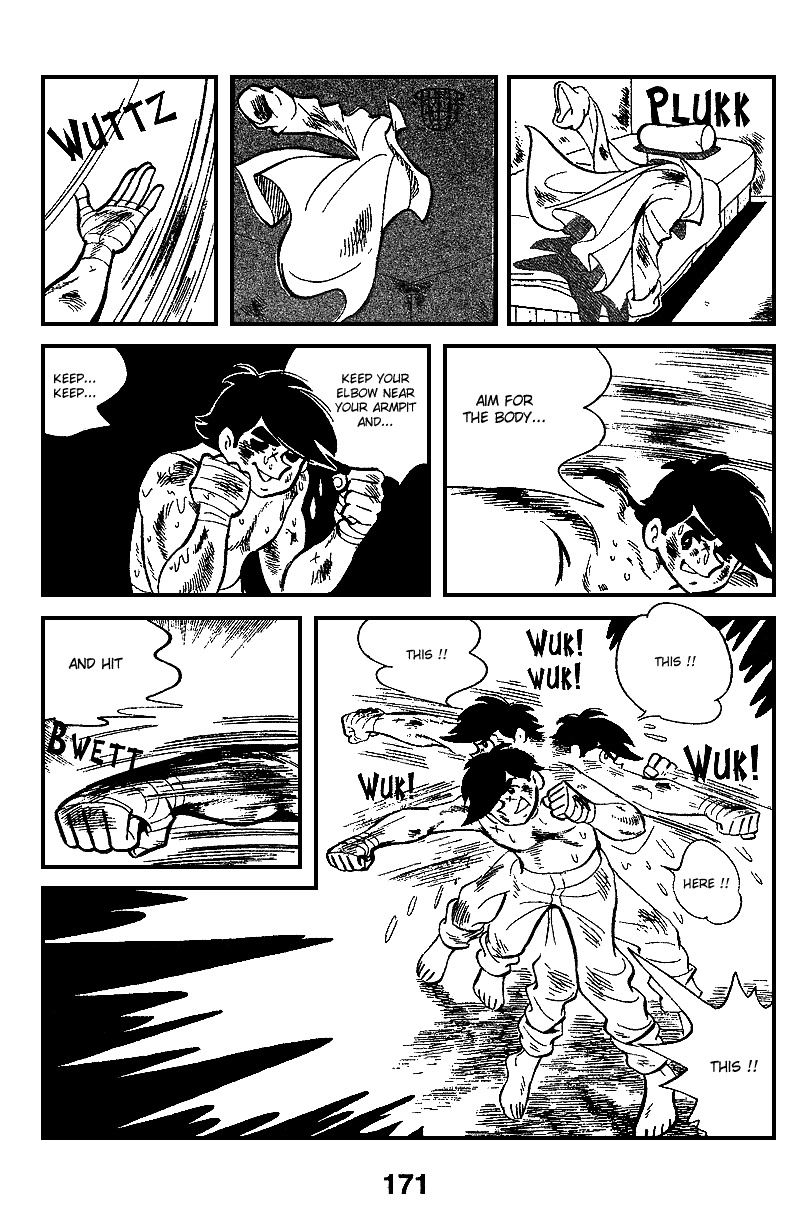 WUTTZ
PLUKK
KEEP...
KEEP...
KEEP YOUR
ELBOW NEAR
YOUR ARMPIT
AND...
AIM FOR
THE BODY...
AND HIT
BWETT
THIS !!
WUK!
WUK!
THIS !!
WUK!
WUK!
HERE !!
THIS !!
171